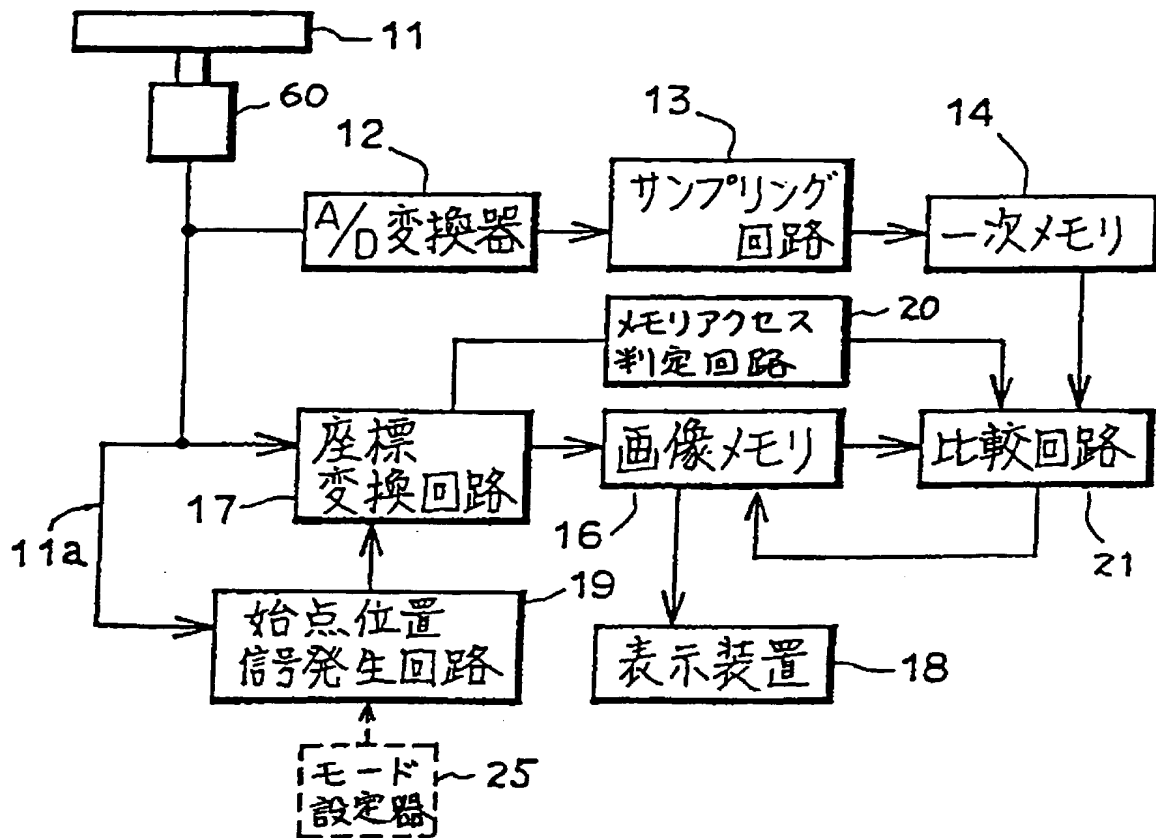 11
60
12
13
14
A/D変換器
サンプリング
回路
一次メモリ
20
メモリアクセス
判定回路
座標
変換回路
画像メモリ
比較回路
17
16
21
11a
19
始点位置
信号発生回路
表示装置
18
モード
設定器
25